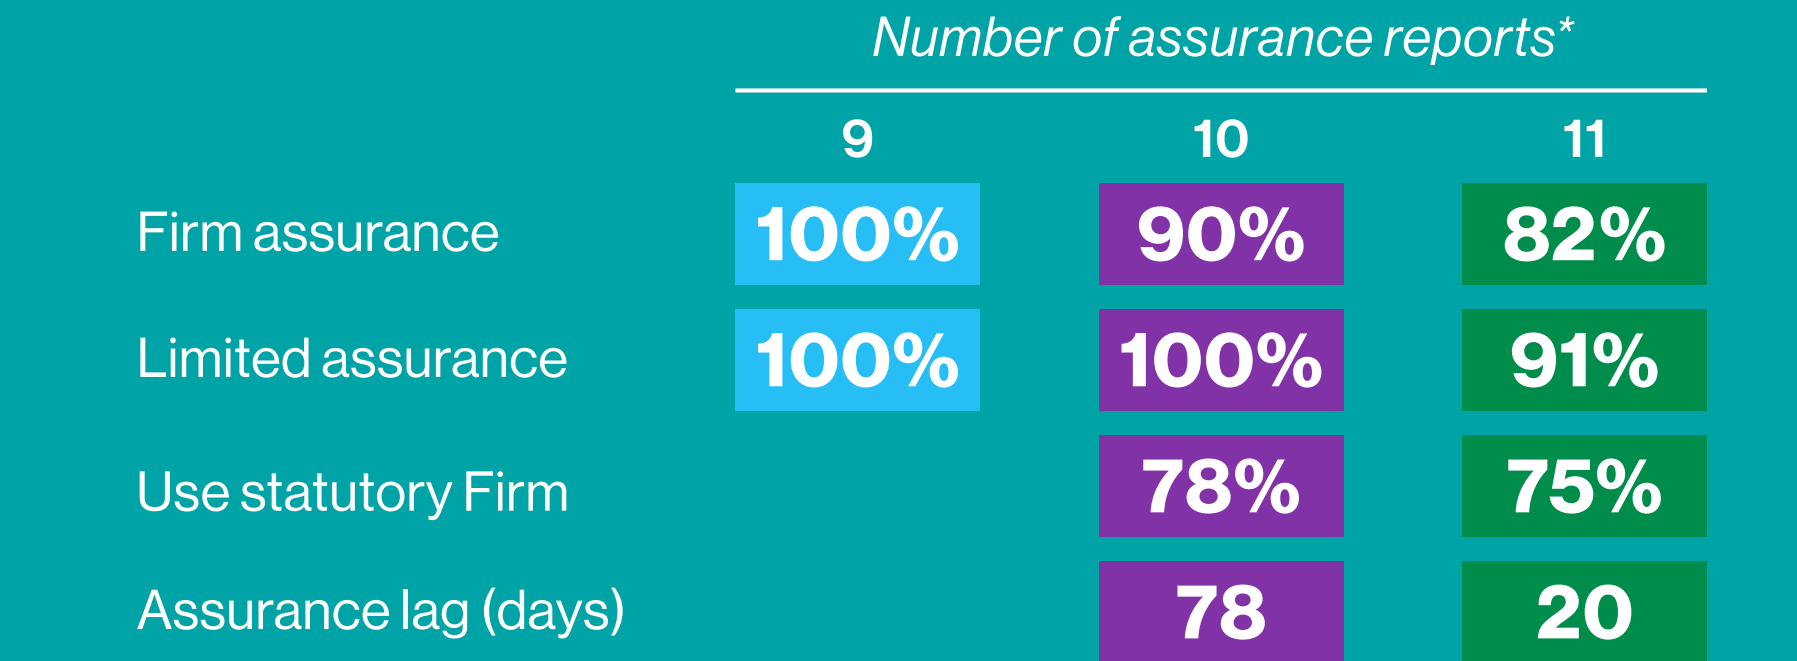 Number of assurance reports*
9 10 11
Firm assurance 100% 90% 82%
Limited assurance 100% 100% 91%
Use statutory Firm 78% 75%
Assurance lag (days) 78 20